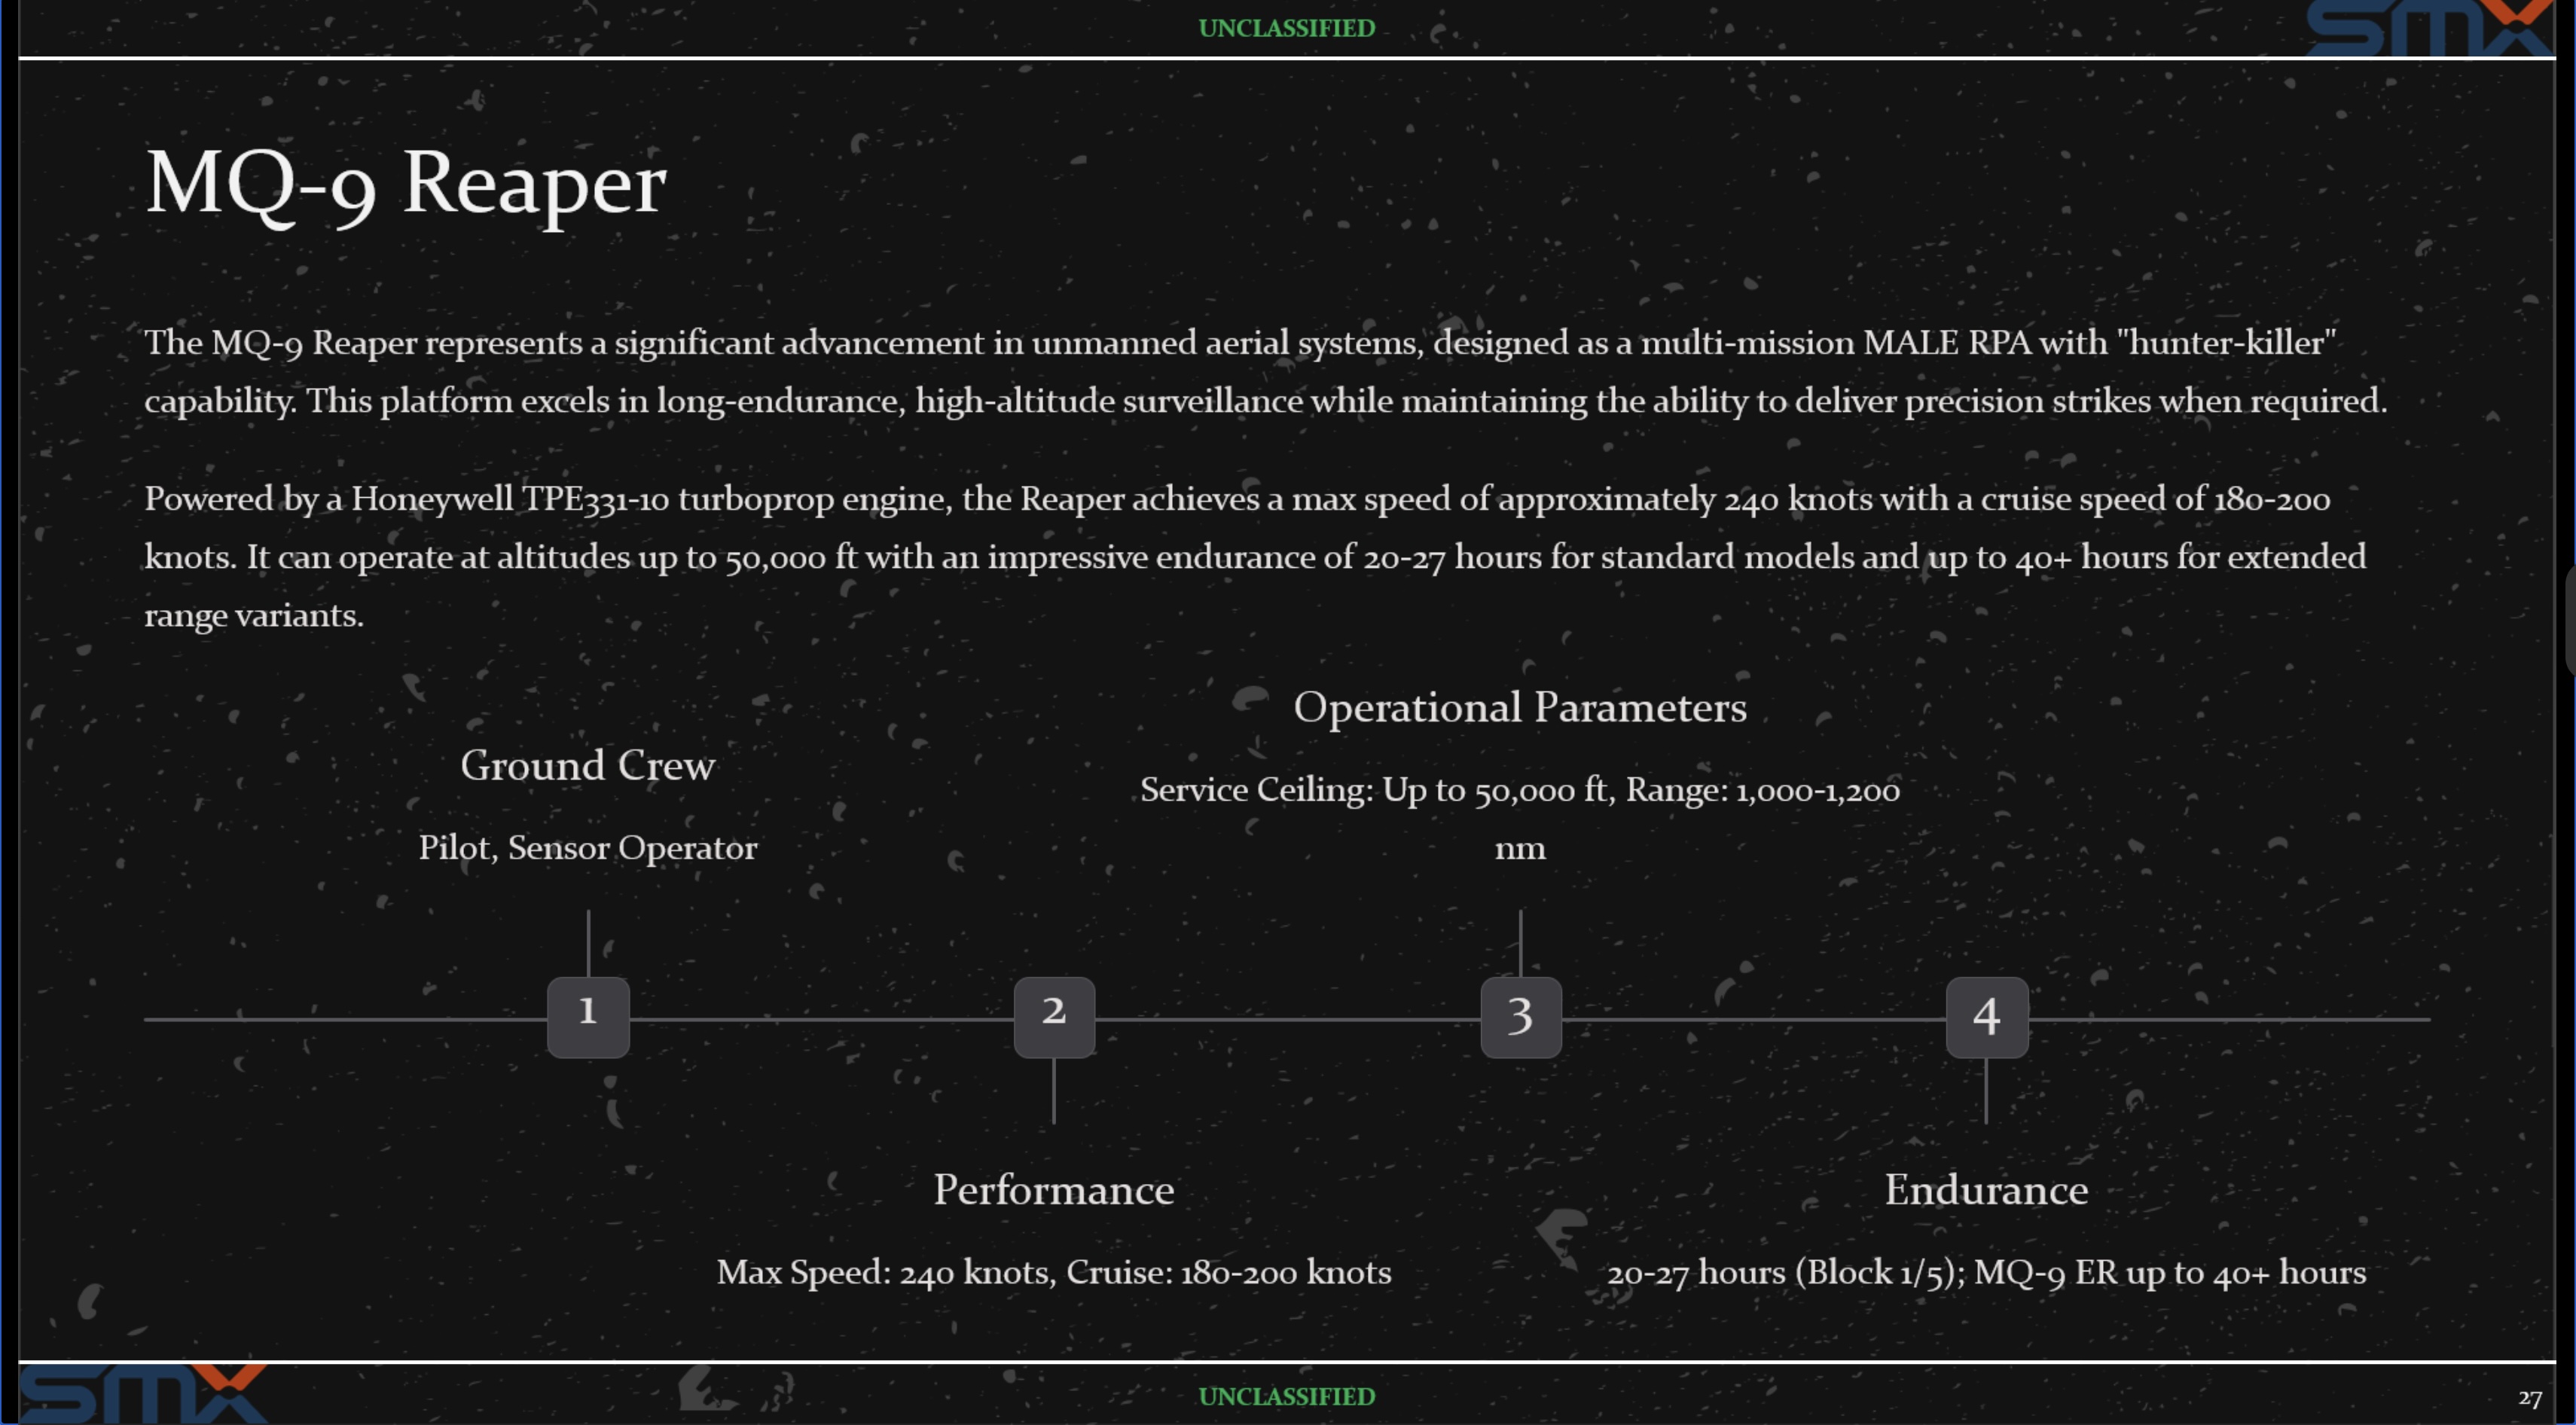 UNCLASSIFIED
SMX
MQ-9 Reaper
The MQ-9 Reaper represents a significant advancement in unmanned aerial systems, designed as a multi-mission MALE RPA with "hunter-killer"
capability. This platform excels in long-endurance, high-altitude surveillance while maintaining the ability to deliver precision strikes when required.
Powered by a Honeywell TPE331-10 turboprop engine, the Reaper achieves a max speed of approximately 240 knots with a cruise speed of 180-200
knots. It can operate at altitudes up to 50,000 ft with an impressive endurance of 20-27 hours for standard models and up to 40+ hours for extended
range variants.
Ground Crew
Pilot, Sensor Operator
Operational Parameters
Service Ceiling: Up to 50,000 ft, Range: 1,000-1,200
nm
1
2
3
4
Performance
Max Speed: 240 knots, Cruise: 180-200 knots
Endurance
20-27 hours (Block 1/5); MQ-9 ER up to 40+ hours
SMX
UNCLASSIFIED
27